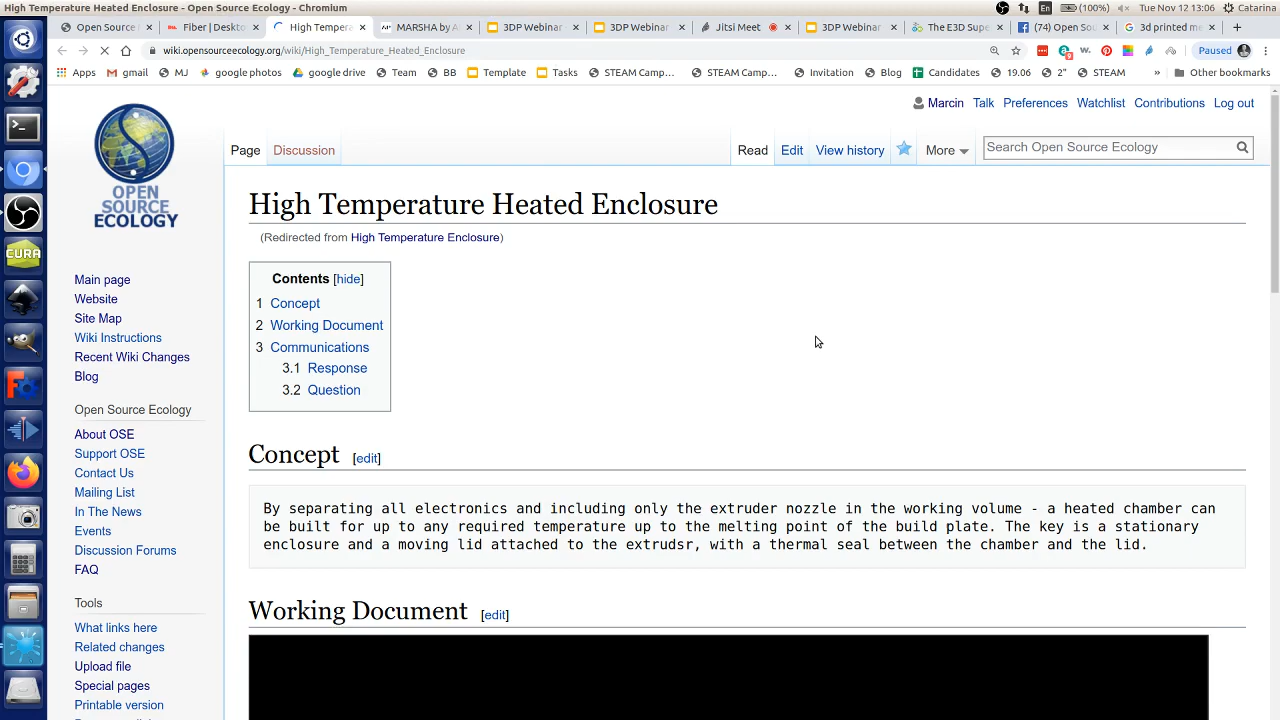 High Temperature Heated Enclosure - Open Source Ecology - Chromium
En
(100%)
Tue Nov 12 13:06
Catarina
Open Source
Fiber | Deskto
High Tempera
MARSHA by A
3DP Webinar
3DP Webinar
Jitsi Meet
3DP Webinar
The E3D Supe
(74) Open Sou
3d printed me
wiki.opensourceecology.org/wiki/High_Temperature_Heated_Enclosure
Paused
Apps
gmail
MJ
google photos
google drive
Team
BB
Template
Tasks
STEAM Camp...
STEAM Camp...
Invitation
Blog
Candidates
19.06
2"
STEAM
»
Other bookmarks
Marcin
Talk
Preferences
Watchlist
Contributions
Log out
OPEN
SOURCE
ECOLOGY
Page
Discussion
Read
Edit
View history
More
Search Open Source Ecology
High Temperature Heated Enclosure
(Redirected from High Temperature Enclosure)
Contents [hide]
1 Concept
2 Working Document
3 Communications
3.1 Response
3.2 Question
Concept [edit]
By separating all electronics and including only the extruder nozzle in the working volume - a heated chamber can
be built for up to any required temperature up to the melting point of the build plate. The key is a stationary
enclosure and a moving lid attached to the extrudsr, with a thermal seal between the chamber and the lid.
Working Document [edit]
Main page
Website
Site Map
Wiki Instructions
Recent Wiki Changes
Blog
Open Source Ecology
About OSE
Support OSE
Contact Us
Mailing List
In The News
Events
Discussion Forums
FAQ
Tools
What links here
Related changes
Upload file
Special pages
Printable version
CURA